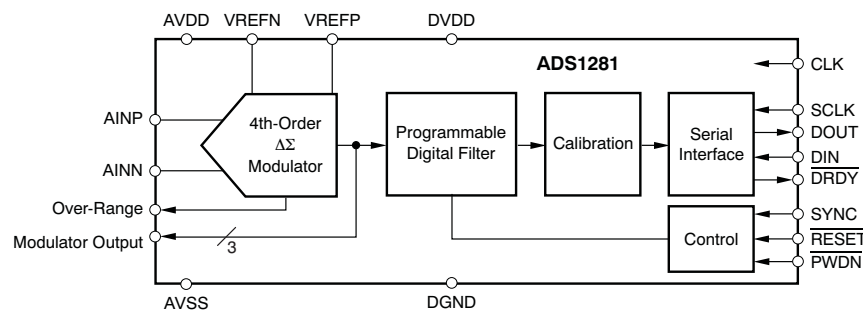 AVDD VREFN VREFP DVDD
ADS1281
CLK
AINP
4th-Order
ΔΣ
Modulator
Programmable
Digital Filter
Calibration
Serial
Interface
SCLK
DOUT
DIN
DRDY
AINN
Over-Range
Modulator Output
3
Control
SYNC
RESET
PWDN
AVSS DGND